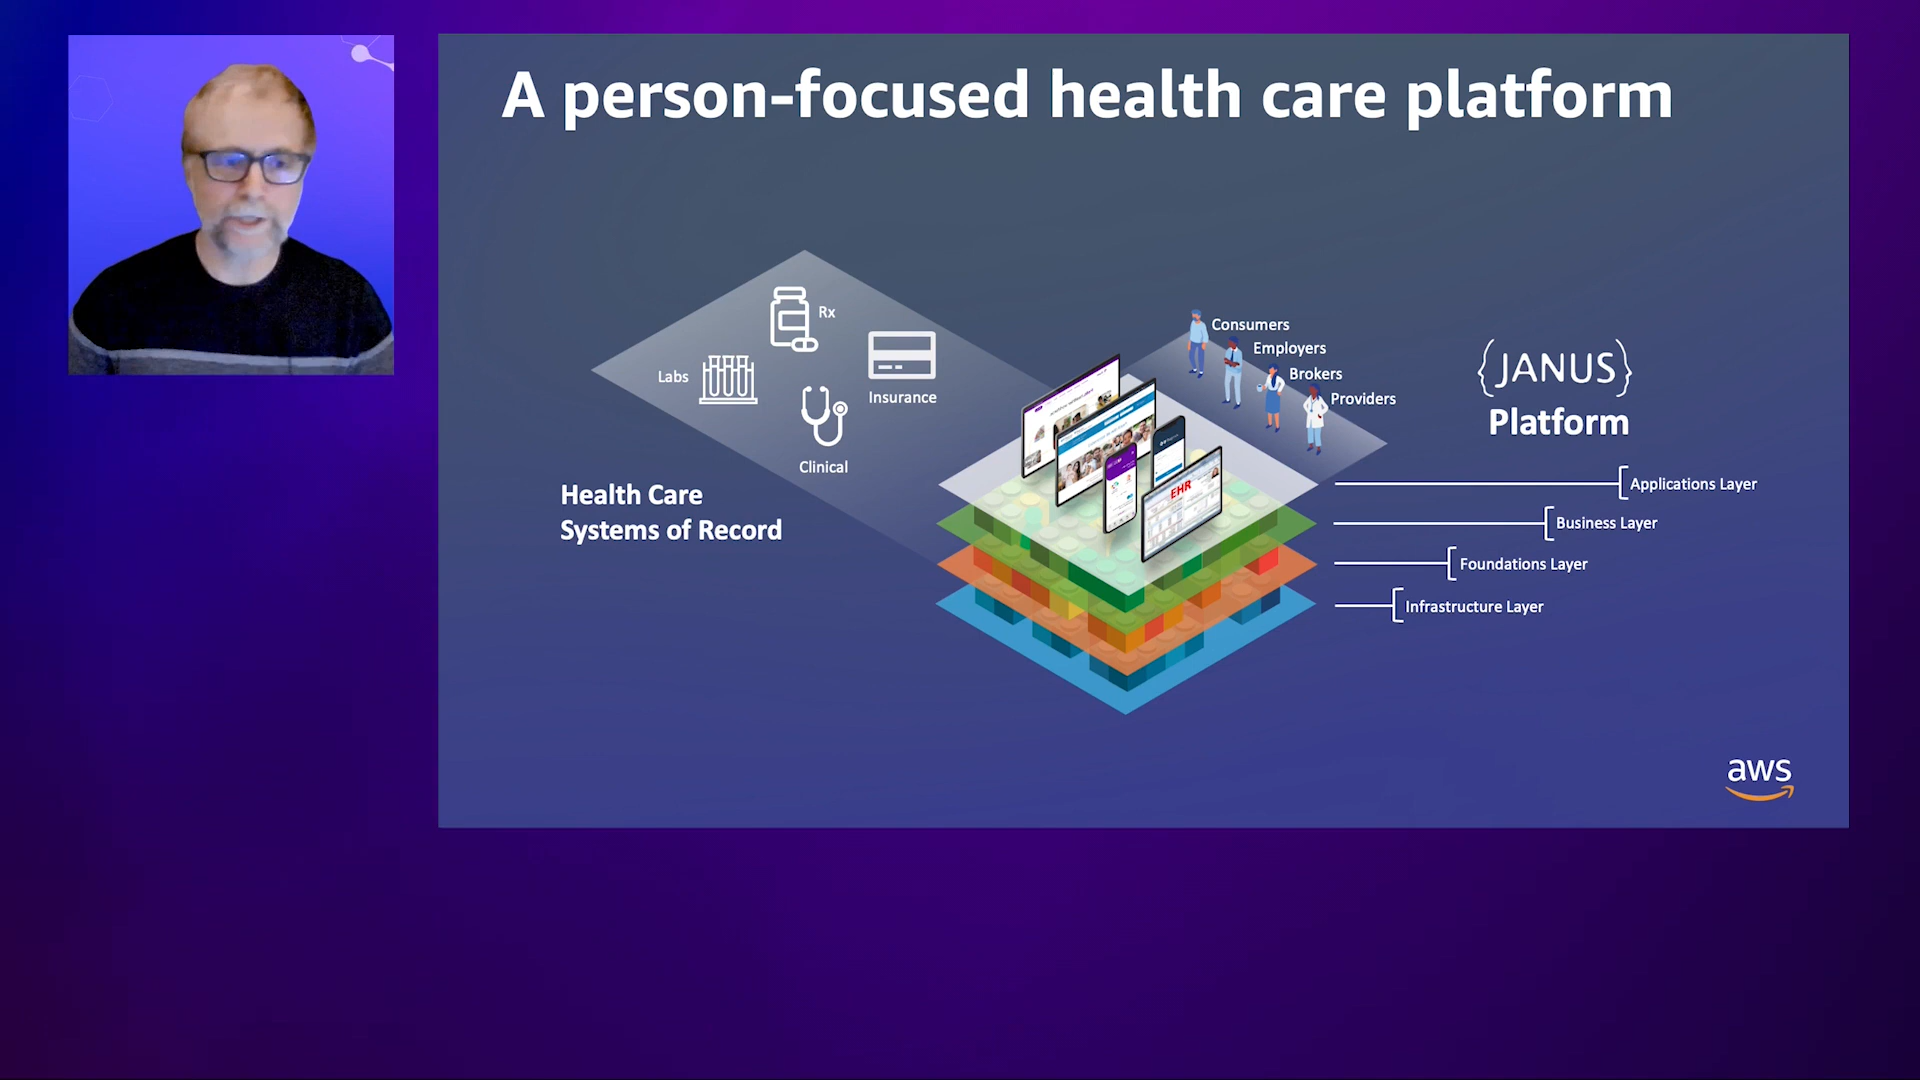 A person-focused health care platform
Rx
Labs
Insurance
Clinical
Health Care
Systems of Record
Consumers
Employers
Brokers
Providers
EHR
{JANUS}
Platform
Applications Layer
Business Layer
Foundations Layer
Infrastructure Layer
aws